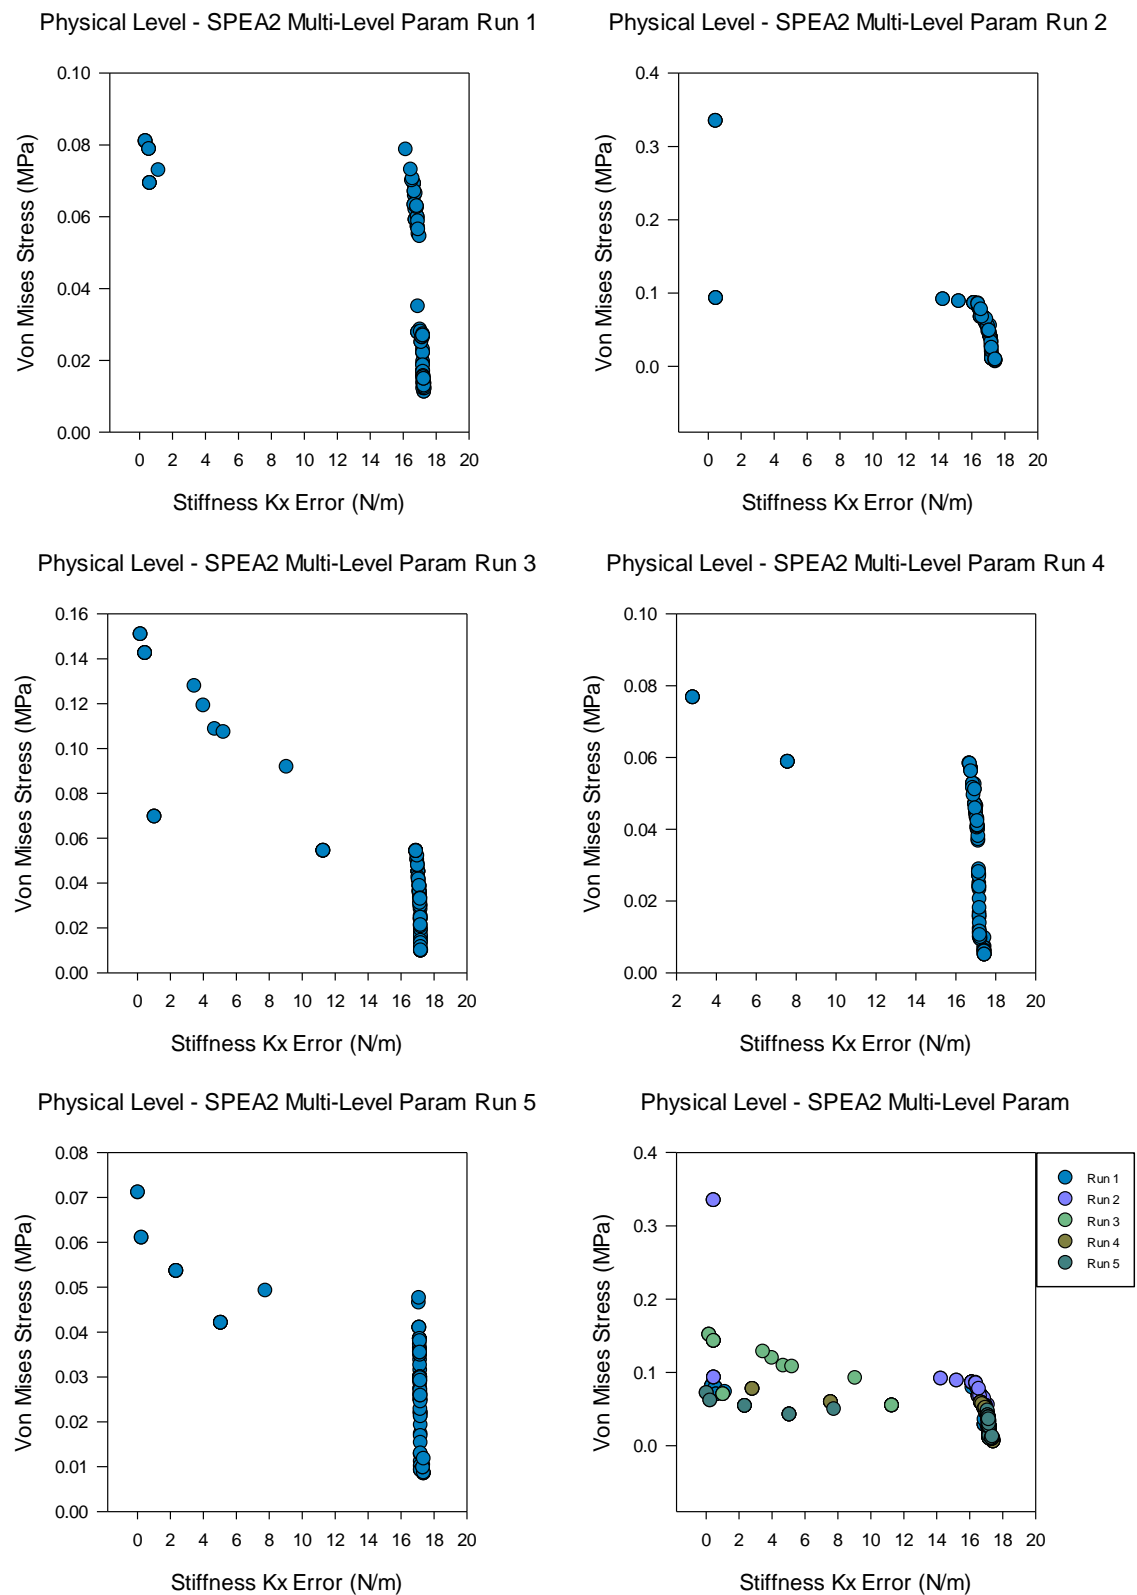 Physical Level - SPEA2 Multi-Level Param Run 1
Von Mises Stress (MPa)
0.10
0.08
0.06
0.04
0.02
0.00
0 2 4 6 8 10 12 14 16 18 20
Stiffness Kx Error (N/m)
Physical Level - SPEA2 Multi-Level Param Run 2
Von Mises Stress (MPa)
0.4
0.3
0.2
0.1
0.0
0 2 4 6 8 10 12 14 16 18 20
Stiffness Kx Error (N/m)
Physical Level - SPEA2 Multi-Level Param Run 3
Von Mises Stress (MPa)
0.16
0.14
0.12
0.10
0.08
0.06
0.04
0.02
0.00
0 2 4 6 8 10 12 14 16 18 20
Stiffness Kx Error (N/m)
Physical Level - SPEA2 Multi-Level Param Run 4
Von Mises Stress (MPa)
0.10
0.08
0.06
0.04
0.02
0.00
2 4 6 8 10 12 14 16 18 20
Stiffness Kx Error (N/m)
Physical Level - SPEA2 Multi-Level Param Run 5
Von Mises Stress (MPa)
0.08
0.07
0.06
0.05
0.04
0.03
0.02
0.01
0.00
0 2 4 6 8 10 12 14 16 18 20
Stiffness Kx Error (N/m)
Physical Level - SPEA2 Multi-Level Param
Von Mises Stress (MPa)
0.4
0.3
0.2
0.1
0.0
0 2 4 6 8 10 12 14 16 18 20
Stiffness Kx Error (N/m)
Run 1
Run 2
Run 3
Run 4
Run 5